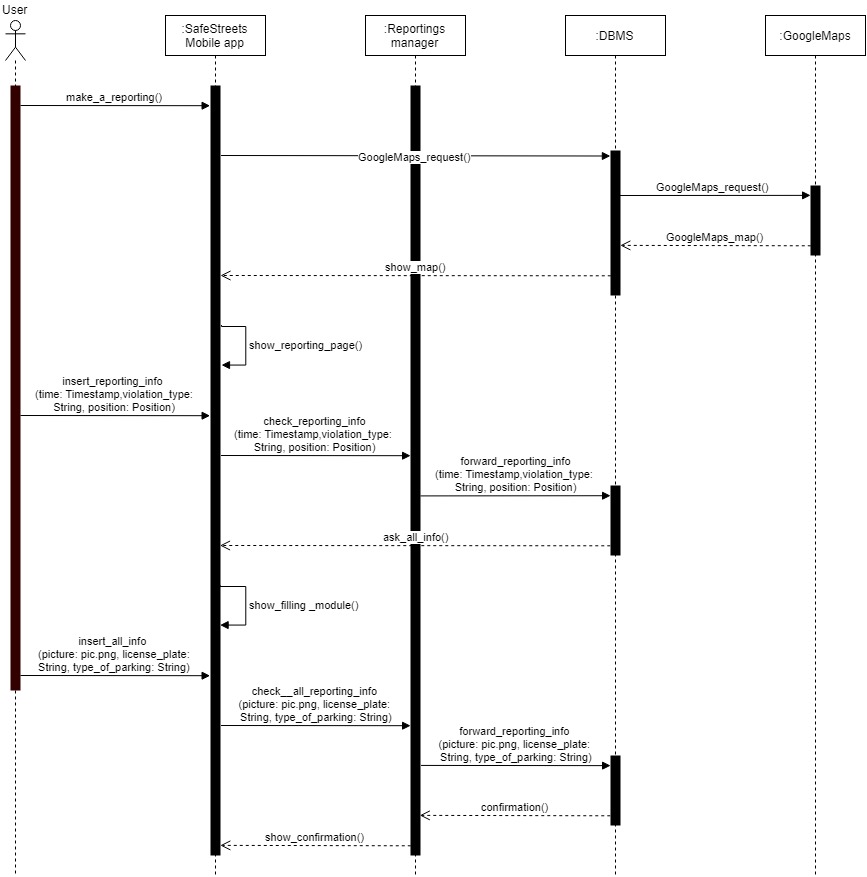 User
:SafeStreets
Mobile app
:Reportings
manager
:DBMS
:GoogleMaps
make_a_reporting()
GoogleMaps_request()
GoogleMaps_request()
GoogleMaps_map()
show_map()
show_reporting_page()
insert_reporting_info
(time: Timestamp,violation_type:
String, position: Position)
check_reporting_info
(time: Timestamp,violation_type:
String, position: Position)
forward_reporting_info
(time: Timestamp,violation_type:
String, position: Position)
ask_all_info()
show_filling _module()
insert_all_info
(picture: pic.png, license_plate:
String, type_of_parking: String)
check__all_reporting_info
(picture: pic.png, license_plate:
String, type_of_parking: String)
forward_reporting_info
(picture: pic.png, license_plate:
String, type_of_parking: String)
confirmation()
show_confirmation()